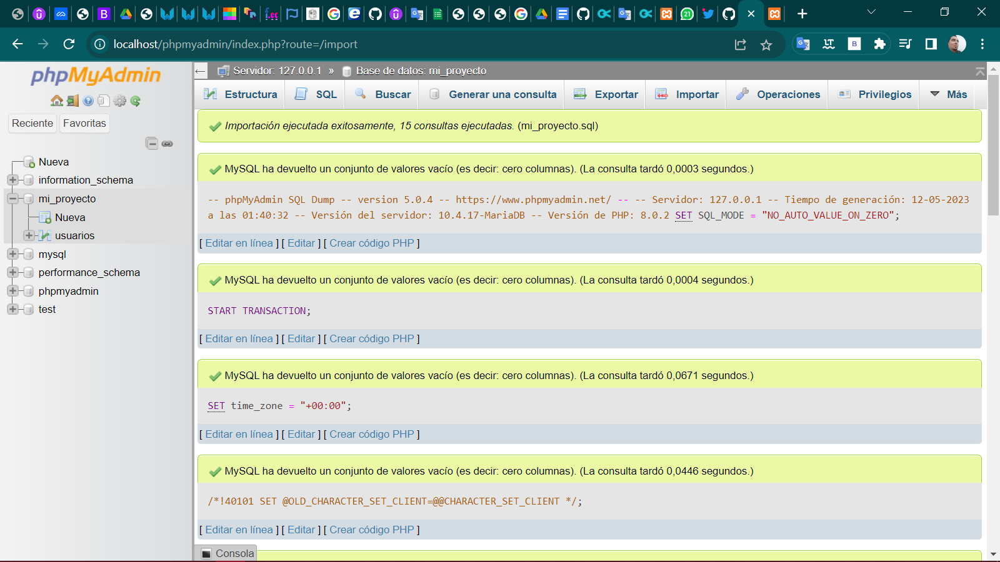 localhost/phpmyadmin/index.php?route=/import
phpMyAdmin
Reciente Favoritas
Nueva
information_schema
mi_proyecto
Nueva
usuarios
mysql
performance_schema
phpmyadmin
test
Servidor: 127.0.0.1 » Base de datos: mi_proyecto
Estructura SQL Buscar Generar una consulta Exportar Importar Operaciones Privilegios Más
Importación ejecutada exitosamente, 15 consultas ejecutadas. (mi_proyecto.sql)
MySQL ha devuelto un conjunto de valores vacío (es decir: cero columnas). (La consulta tardó 0,0003 segundos.)
-- phpMyAdmin SQL Dump -- version 5.0.4 -- https://www.phpmyadmin.net/ -- -- Servidor: 127.0.0.1 -- Tiempo de generación: 12-05-2023
a las 01:40:32 -- Versión del servidor: 10.4.17-MariaDB -- Versión de PHP: 8.0.2 SET SQL_MODE = "NO_AUTO_VALUE_ON_ZERO";
[ Editar en línea ] [ Editar ] [ Crear código PHP ]
MySQL ha devuelto un conjunto de valores vacío (es decir: cero columnas). (La consulta tardó 0,0004 segundos.)
START TRANSACTION;
[ Editar en línea ] [ Editar ] [ Crear código PHP ]
MySQL ha devuelto un conjunto de valores vacío (es decir: cero columnas). (La consulta tardó 0,0671 segundos.)
SET time_zone = "+00:00";
[ Editar en línea ] [ Editar ] [ Crear código PHP ]
MySQL ha devuelto un conjunto de valores vacío (es decir: cero columnas). (La consulta tardó 0,0446 segundos.)
/*!40101 SET @OLD_CHARACTER_SET_CLIENT=@@CHARACTER_SET_CLIENT */;
[ Editar en línea ] [ Editar ] [ Crear código PHP ]
Consola